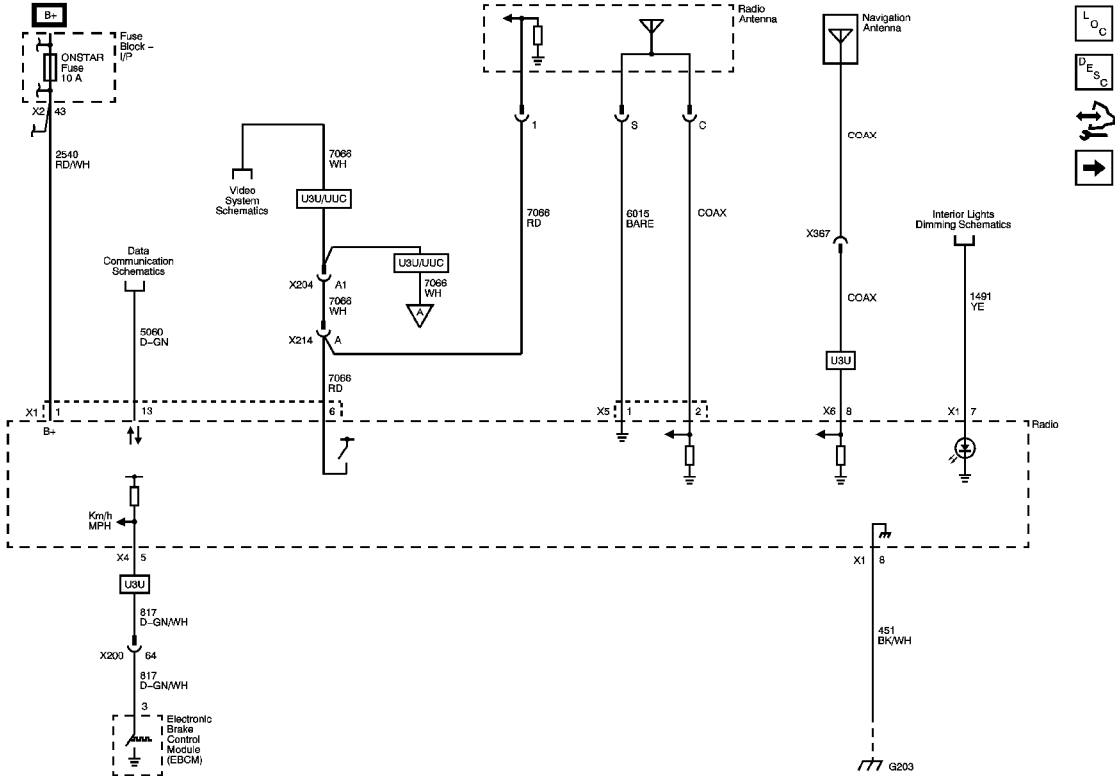 B+
Fuse
Block –
I/P
ONSTAR
Fuse
10 A
X2 43
2540
RD/WH
Data
Communication
Schematics
5060
D–GN
Video
System
Schematics
7066
WH
U3U/UUC
U3U/UUC
X204 A1
7066
WH
A
7066
WH
X214 A
7066
RD
Radio
Antenna
1
7066
RD
S
C
6015
BARE
COAX
Navigation
Antenna
COAX
X367
COAX
U3U
Interior Lights
Dimming Schematics
1491
YE
LOC
DESC
X1 1
13
6
X5 1
2
X6 8
X1 7
Radio
B+
Km/h
MPH
X4 5
U3U
817
D–GN/WH
X200 64
817
D–GN/WH
3
Electronic
Brake
Control
Module
(EBCM)
X1 8
451
BK/WH
G203